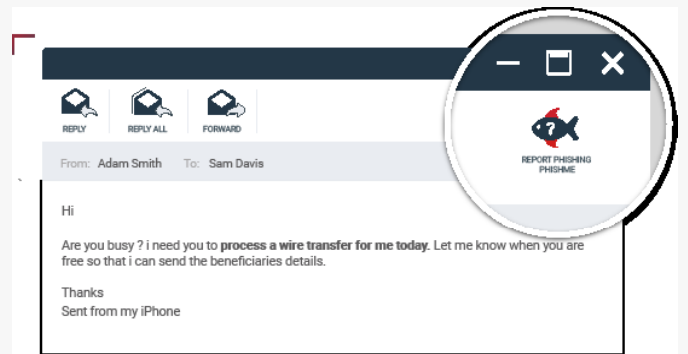 REPLY
REPLY ALL
FORWARD
REPORT PHISHING
PHISHME
From: Adam Smith To: Sam Davis
Hi
Are you busy ? i need you to process a wire transfer for me today. Let me know when you are
free so that i can send the beneficiaries details.
Thanks
Sent from my iPhone